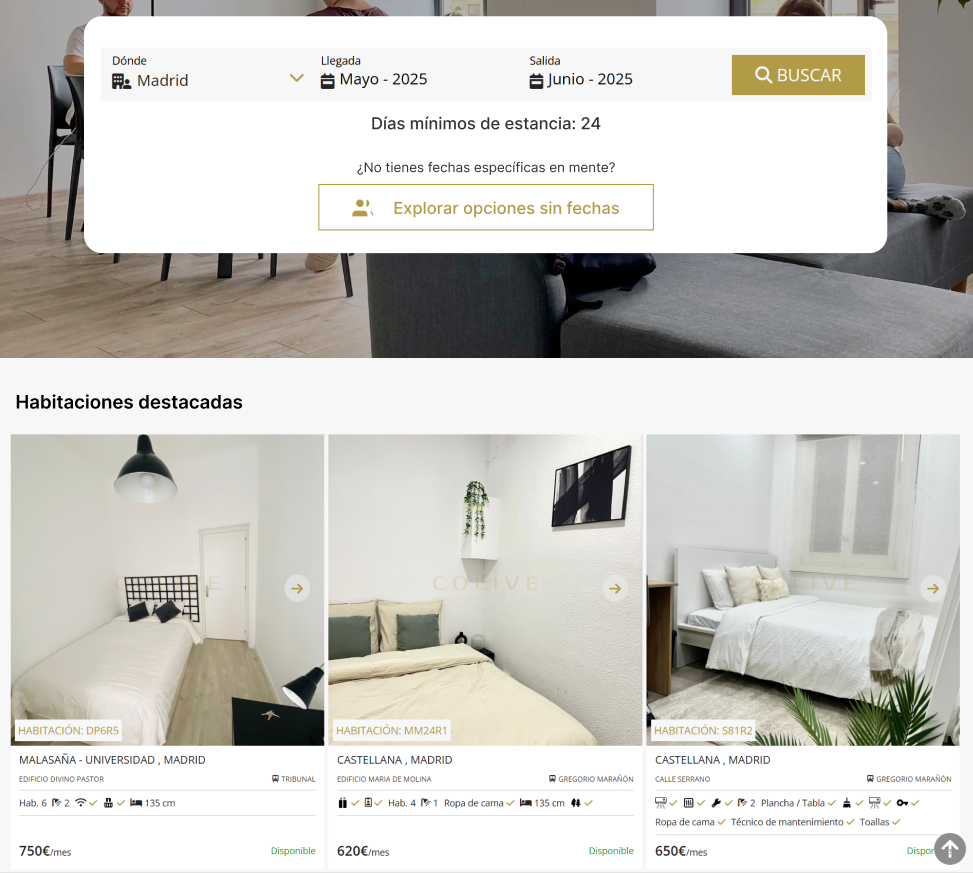 Dónde
Llegada
Salida
Madrid
Mayo - 2025
Junio - 2025
BUSCAR
Días mínimos de estancia: 24
¿No tienes fechas específicas en mente?
Explorar opciones sin fechas
Habitaciones destacadas
HABITACIÓN: DP6R5
MALASAÑA - UNIVERSIDAD , MADRID
EDIFICIO DIVINO PASTOR TRIBUNAL
Hab. 6 2 135 cm
750€/mes Disponible
COLIVE
HABITACIÓN: MM24R1
CASTELLANA , MADRID
EDIFICIO MARIA DE MOLINA GREGORIO MARAÑÓN
Hab. 4 1 Ropa de cama 135 cm
620€/mes Disponible
HABITACIÓN: S81R2
CASTELLANA , MADRID
CALLE SERRANO GREGORIO MARAÑÓN
2 Plancha / Tabla
Ropa de cama Técnico de mantenimiento Toallas
650€/mes